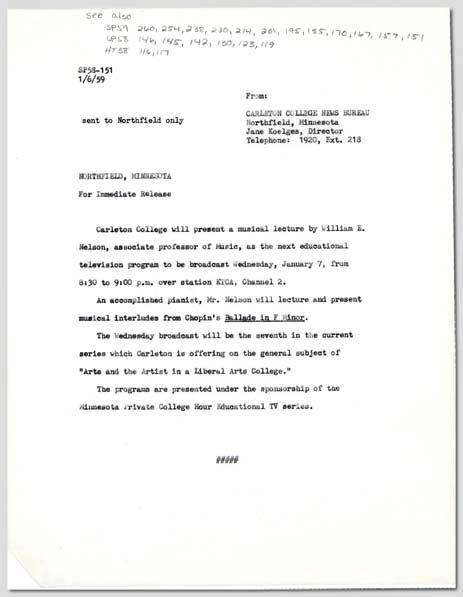 See also
SP59 260, 254, 238, 230, 214, 201, 195, 185, 170, 167, 157, 151
SP58 146, 145, 142, 130, 123, 119
HT58 116, 117
SP58-151
1/6/59
From:
sent to Northfield only
CARLETON COLLEGE NEWS BUREAU
Northfield, Minnesota
Jane Koelges, Director
Telephone: 1920, Ext. 218
NORTHFIELD, MINNESOTA
For Immediate Release
Carleton College will present a musical lecture by William E.
Nelson, associate professor of Music, as the next educational
television program to be broadcast Wednesday, January 7, from
8:30 to 9:00 p.m. over station KTCA, Channel 2.
An accomplished pianist, Mr. Nelson will lecture and present
musical interludes from Chopin's Ballade in F Minor.
The Wednesday broadcast will be the seventh in the current
series which Carleton is offering on the general subject of
"Arts and the Artist in a Liberal Arts College."
The programs are presented under the sponsorship of the
Minnesota Private College Hour Educational TV series.
#####